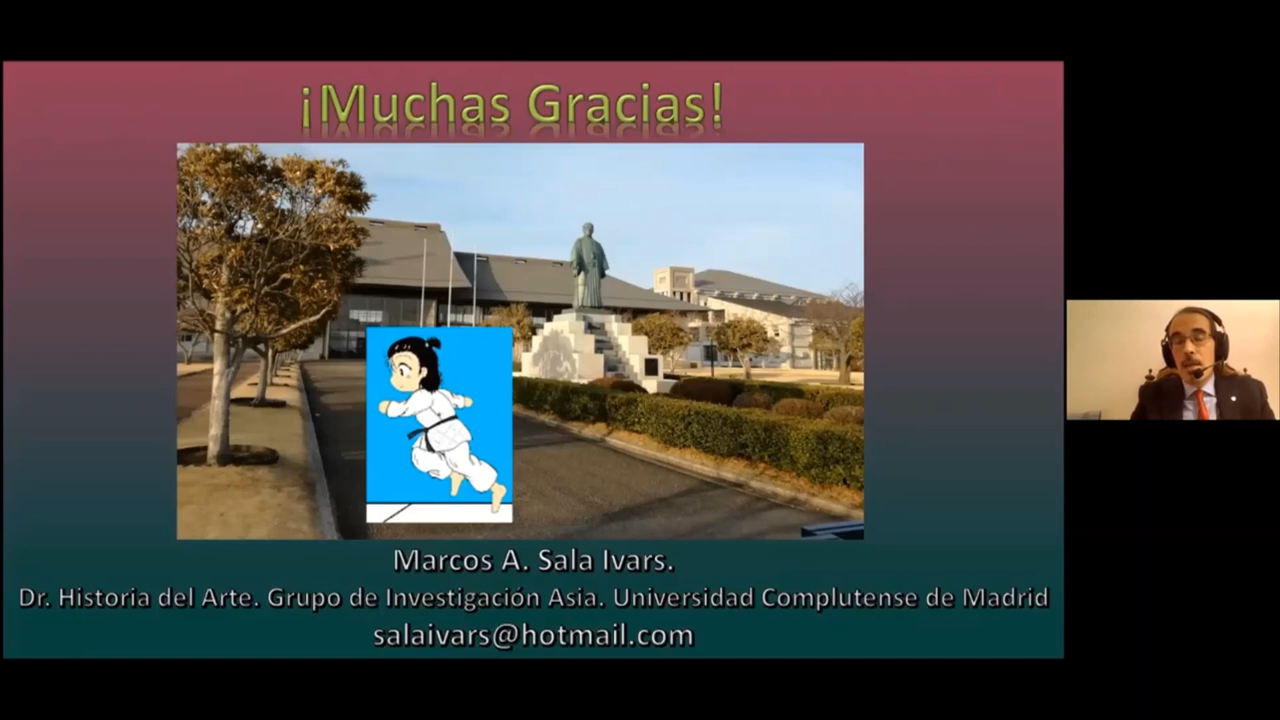 ¡Muchas Gracias!
Marcos A. Sala Ivars.
Dr. Historia del Arte. Grupo de Investigación Asia. Universidad Complutense de Madrid
salaivars@hotmail.com